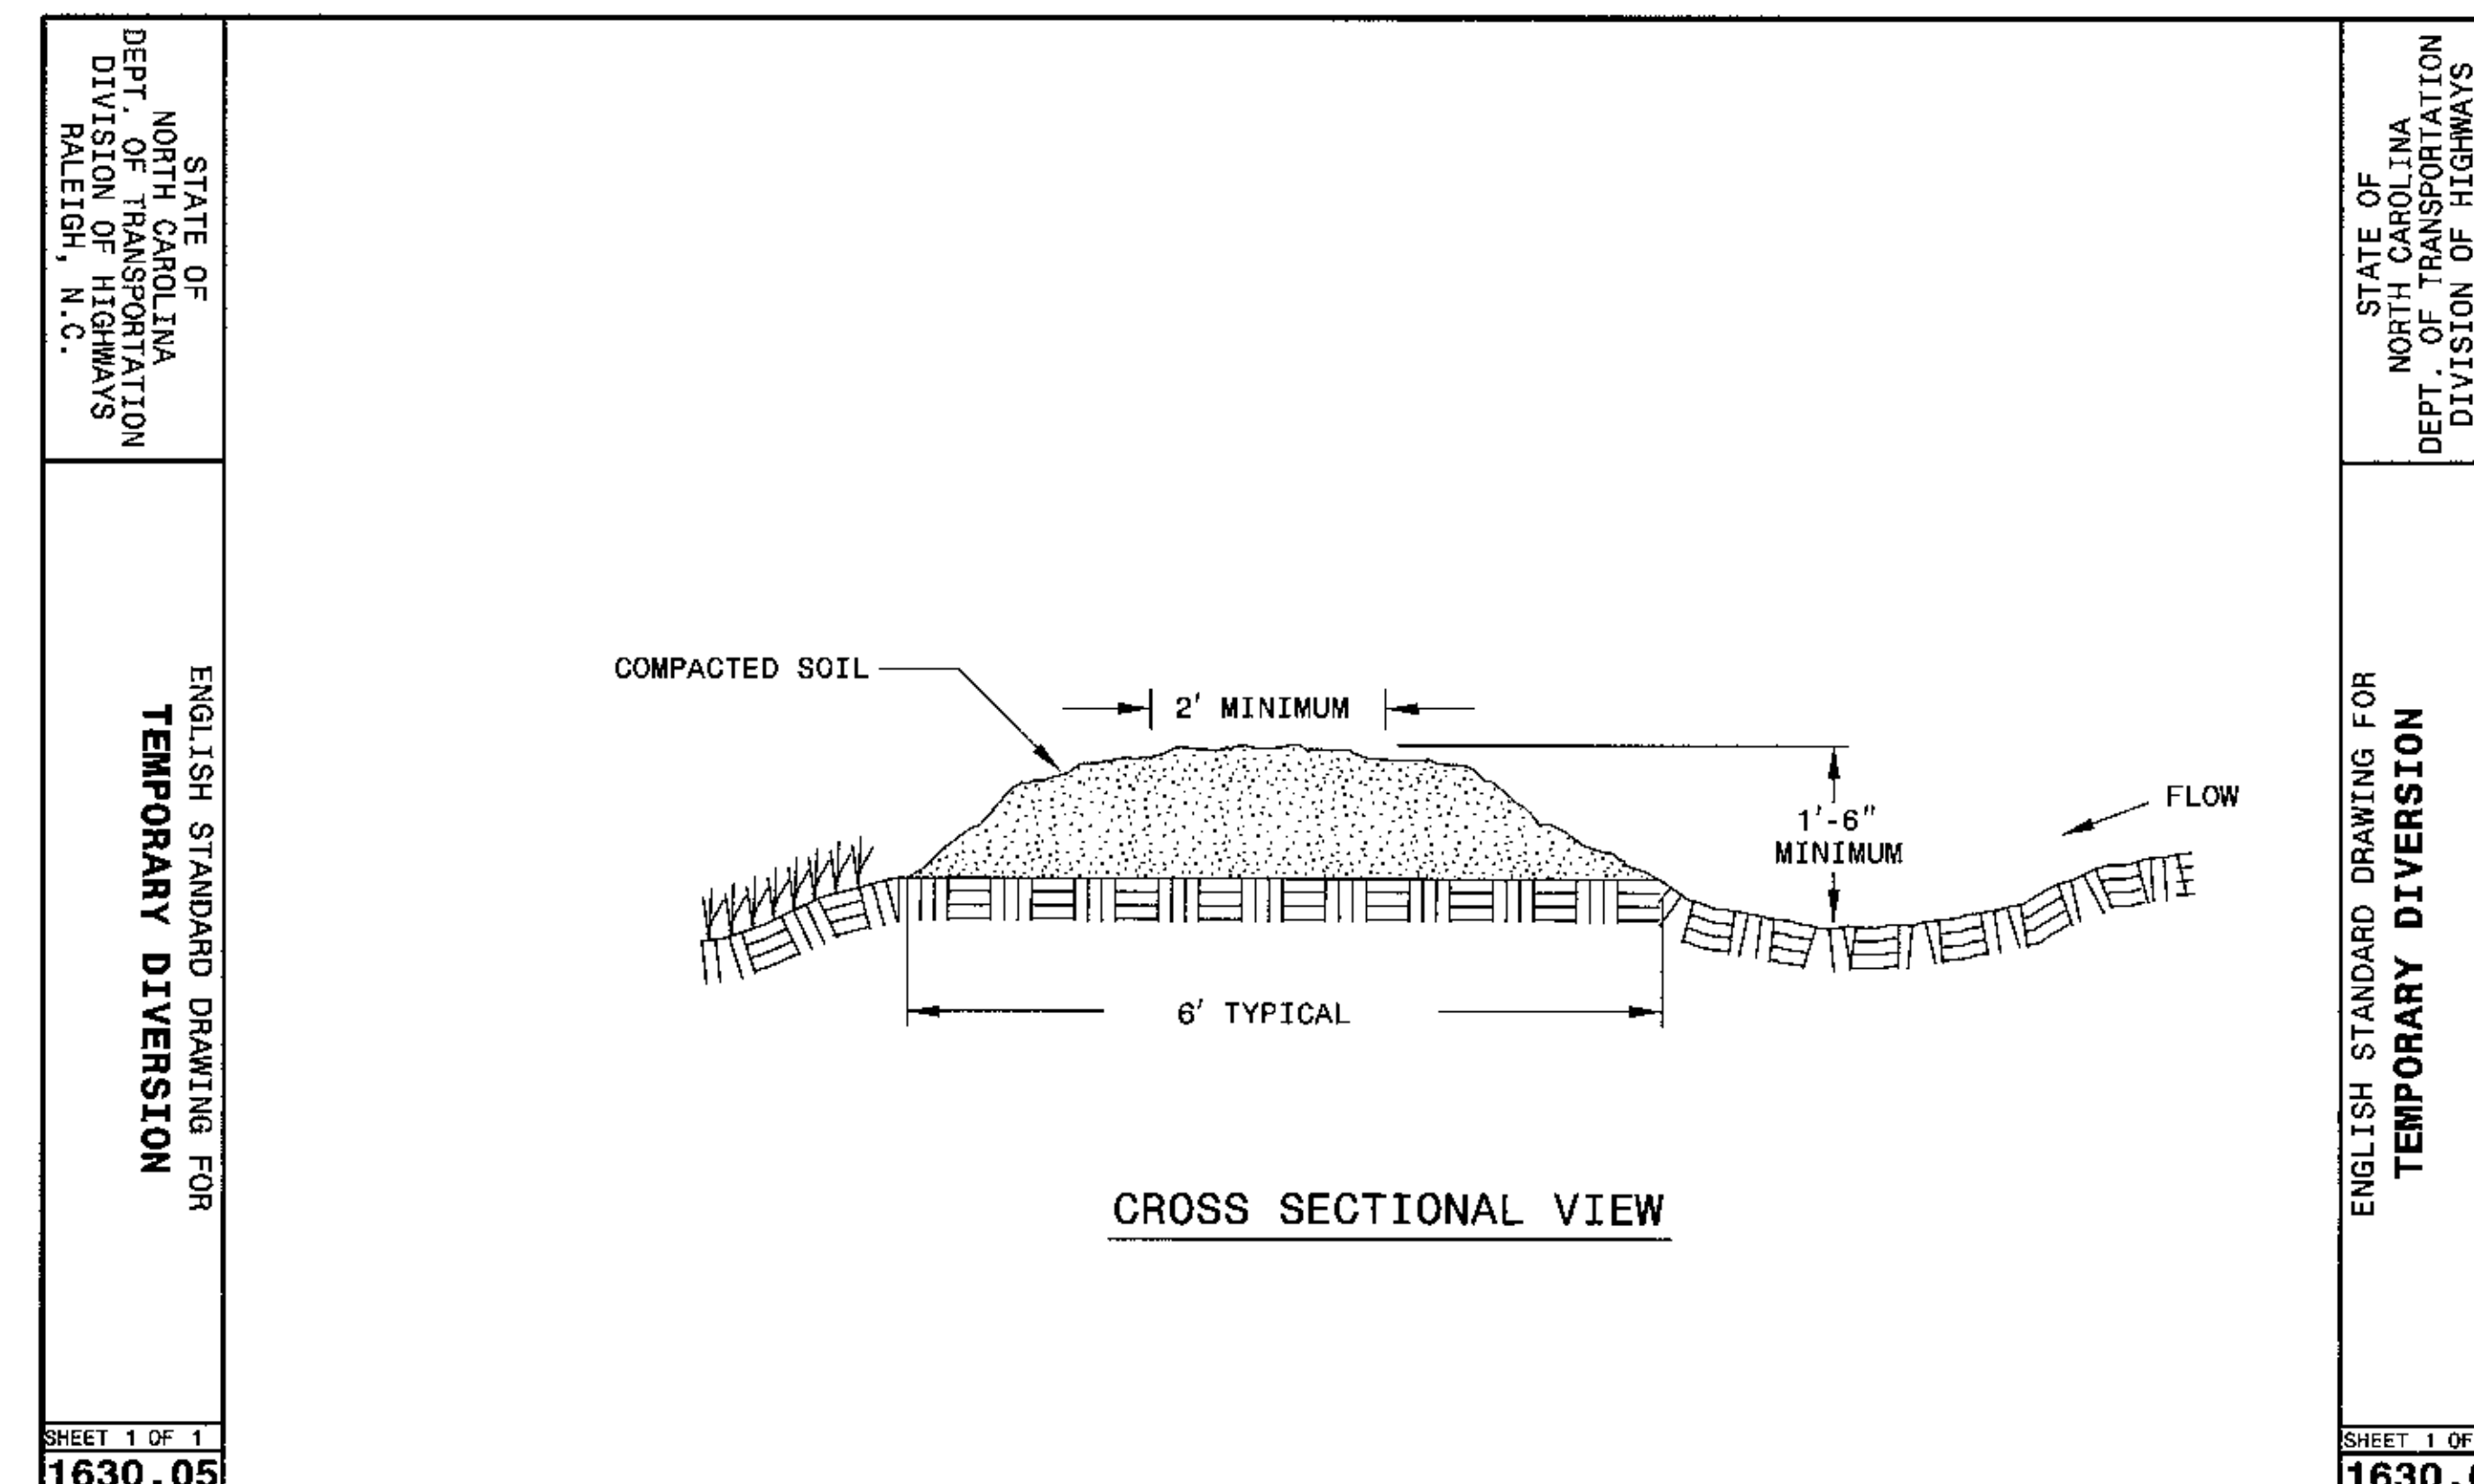 STATE OF
NORTH CAROLINA
DEPT. OF TRANSPORTATION
DIVISION OF HIGHWAYS
RALEIGH, N.C.
ENGLISH STANDARD DRAWING FOR
TEMPORARY DIVERSION
SHEET 1 OF 1
1630.05
COMPACTED SOIL
2' MINIMUM
1'-6"
MINIMUM
FLOW
6' TYPICAL
CROSS SECTIONAL VIEW
STATE OF
NORTH CAROLINA
DEPT. OF TRANSPORTATION
DIVISION OF HIGHWAYS
ENGLISH STANDARD DRAWING FOR
TEMPORARY DIVERSION
SHEET 1 OF